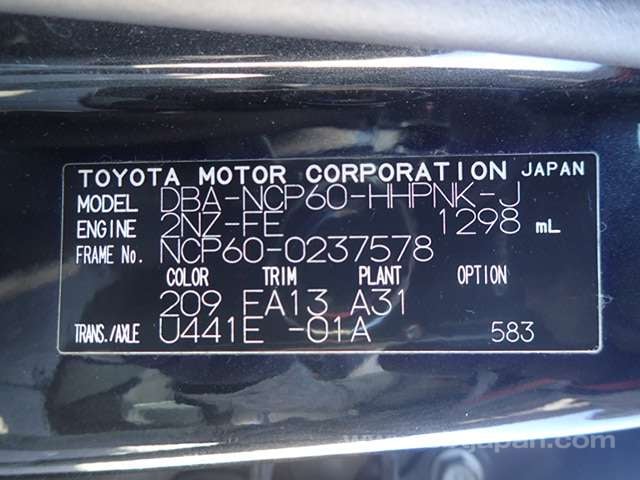 TOYOTA MOTOR CORPORATION JAPAN
MODEL DBA-NCP60-HHPNK-J
ENGINE 2NZ-FE 1298 mL
FRAME No. NCP60-0237578
COLOR TRIM PLANT OPTION
209 FA13 A31
TRANS./AXLE U441E -01A 583